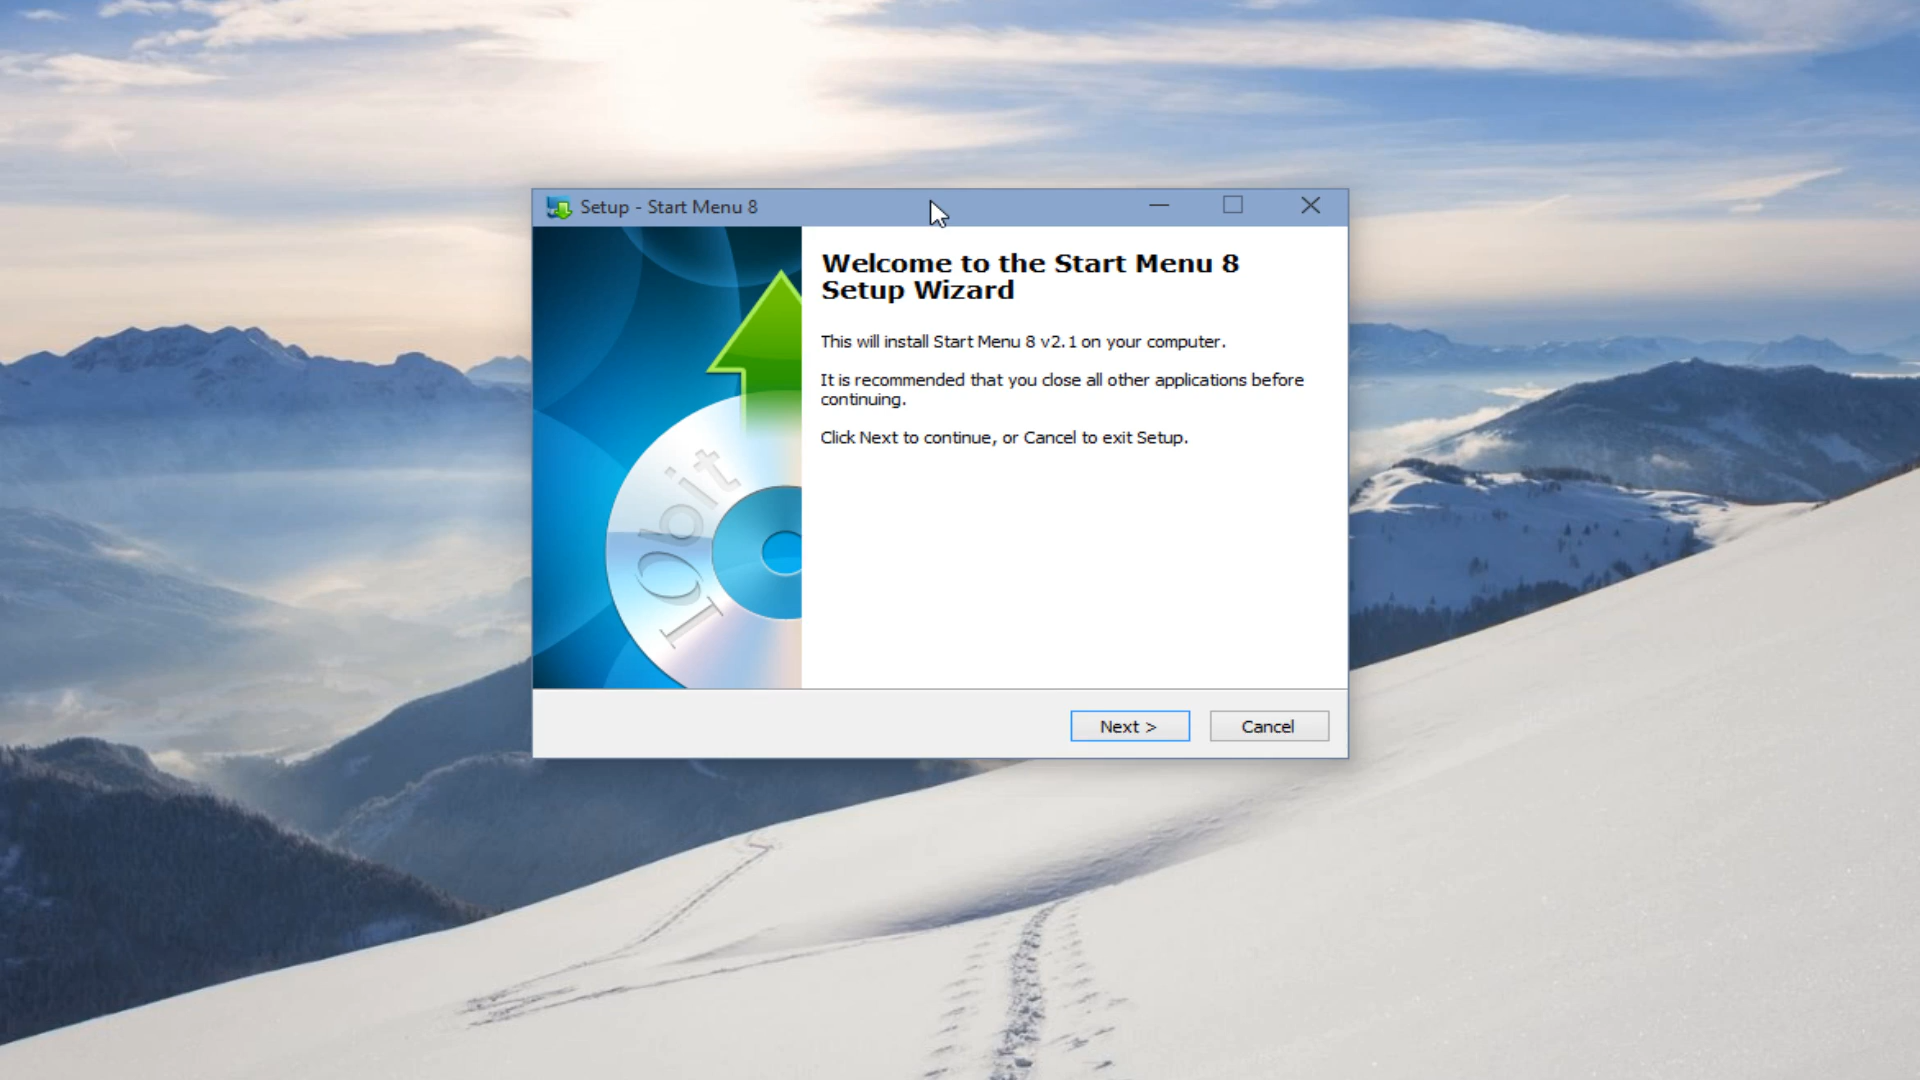 Setup - Start Menu 8
Welcome to the Start Menu 8
Setup Wizard
This will install Start Menu 8 v2.1 on your computer.
It is recommended that you close all other applications before
continuing.
Click Next to continue, or Cancel to exit Setup.
IObit
Next >
Cancel